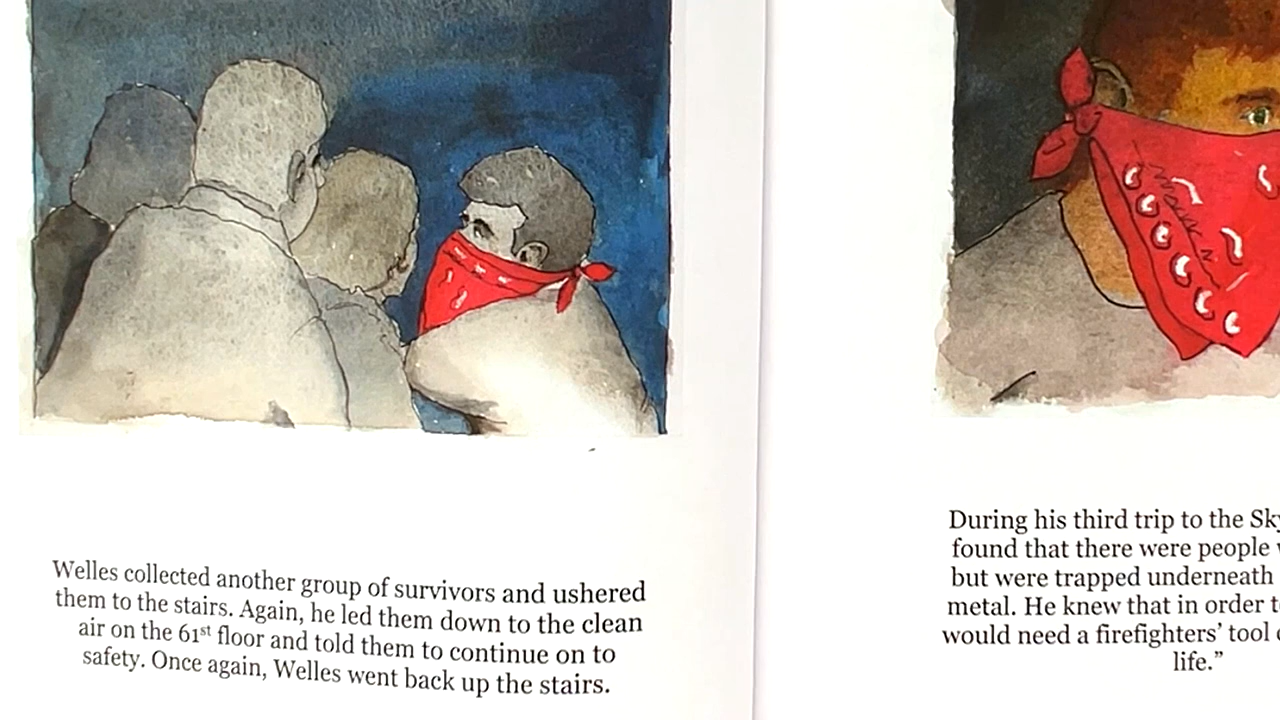 Welles collected another group of survivors and ushered
them to the stairs. Again, he led them down to the clean
air on the 61st floor and told them to continue on to
safety. Once again, Welles went back up the stairs.
During his third trip to the
found that there were people
but were trapped underneath
metal. He knew that in order
would need a firefighters’ tool
life.”